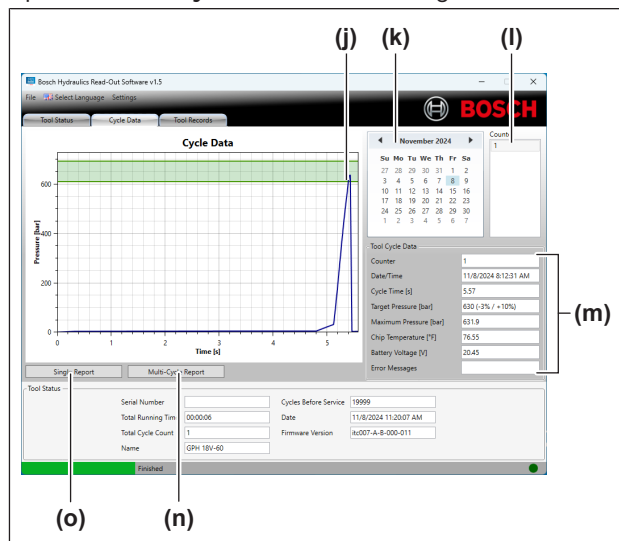 (j) (k) (l)
Bosch Hydraulics Read-Out Software v1.5
File Select Language Settings
BOSCH
Tool Status Cycle Data Tool Records
Cycle Data
Pressure [bar]
600
400
200
0
0 1 2 3 4 5
Time [s]
November 2024
Su Mo Tu We Th Fr Sa
27 28 29 30 31 1 2
3 4 5 6 7 8 9
10 11 12 13 14 15 16
17 18 19 20 21 22 23
24 25 26 27 28 29 30
1 2 3 4 5 6 7
Counte
1
Tool Cycle Data
Counter 1
Date/Time 11/8/2024 8:12:31 AM
Cycle Time [s] 5.57
Target Pressure [bar] 630 (-3% / +10%)
Maximum Pressure [bar] 631.9
Chip Temperature [°F] 76.55
Battery Voltage [V] 20.45
Error Messages
(m)
Single Report Multi-Cycle Report
Tool Status
Serial Number Cycles Before Service 19999
Total Running Tim 00:00:06 Date 11/8/2024 11:20:07 AM
Total Cycle Count 1 Firmware Version itc007-A-B-000-011
Name GPH 18V-60
Finished
(o) (n)